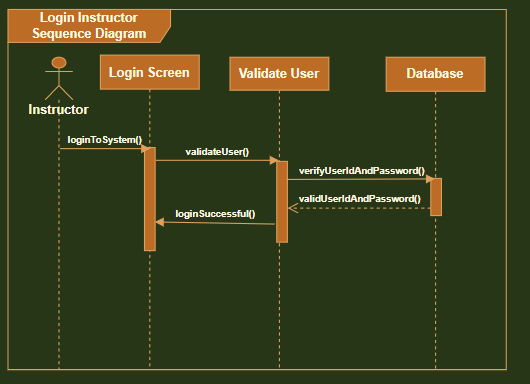 Login Instructor
Sequence Diagram
Login Screen
Validate User
Database
Instructor
loginToSystem()
validateUser()
verifyUserIdAndPassword()
validUserIdAndPassword()
loginSuccessful()